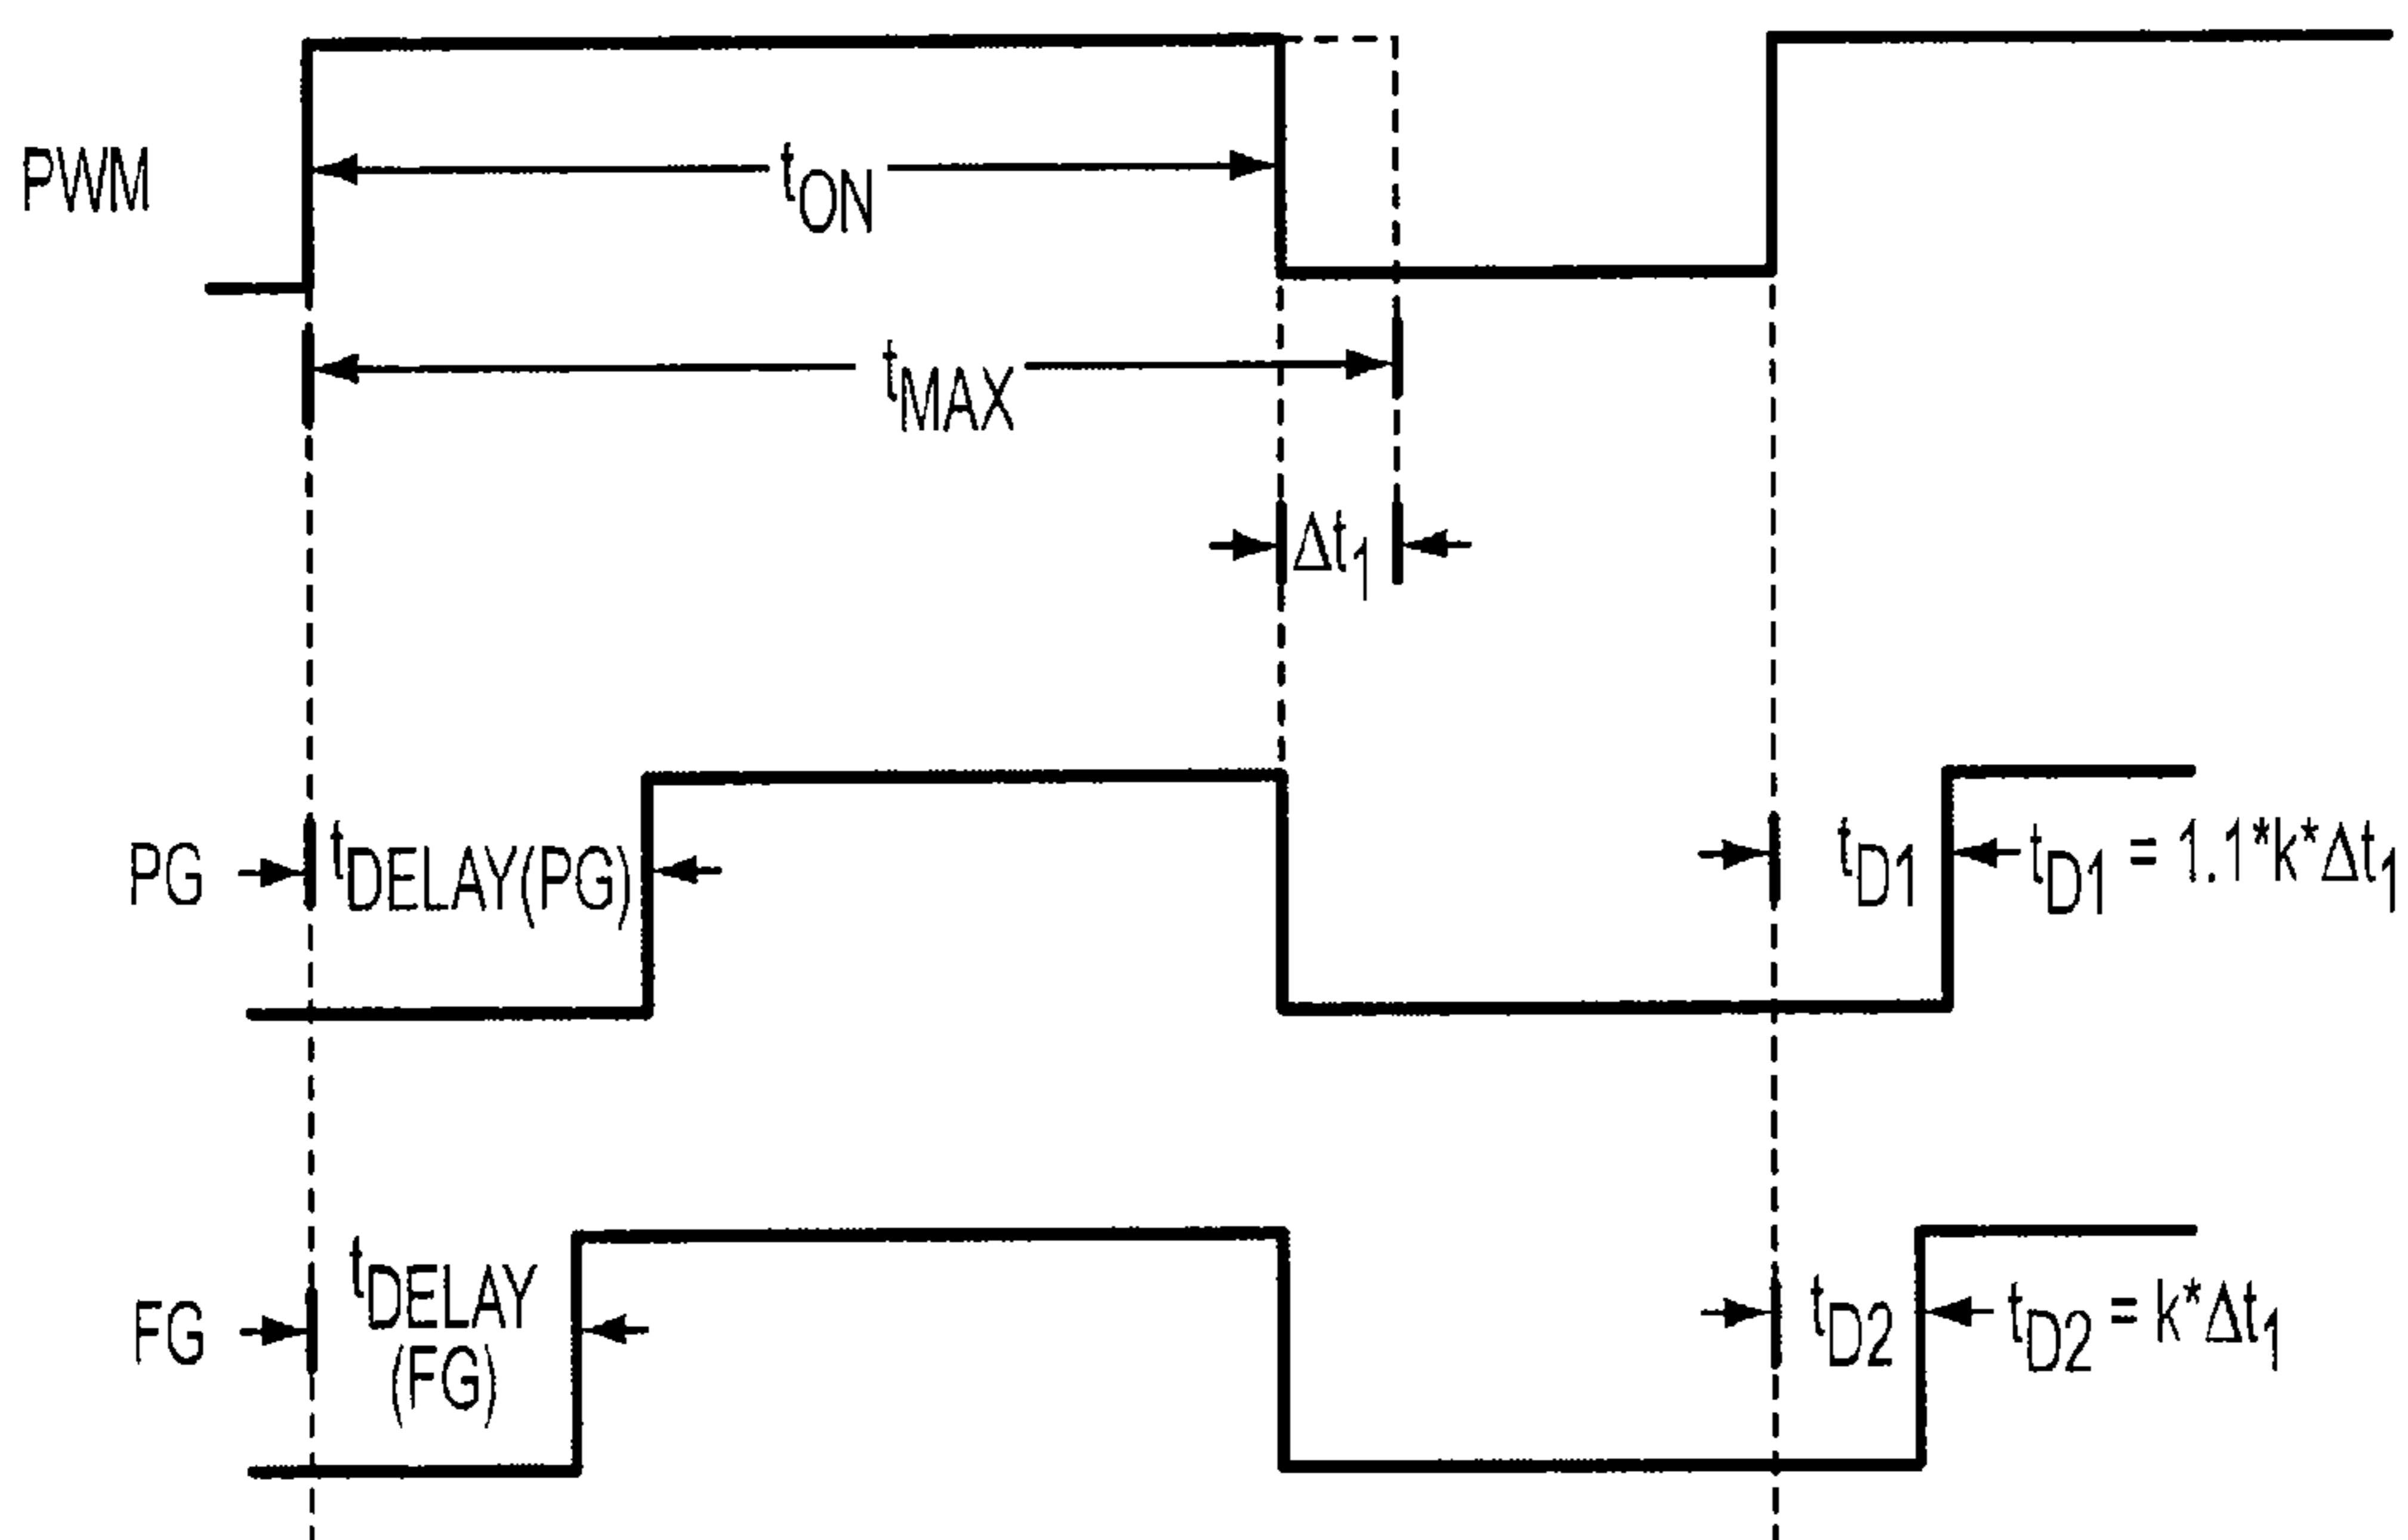 PWM
tON
tMAX
Δt1
PG
tDELAY(PG)
tD1
tD1 = 1.1*k*Δt1
FG
tDELAY
(FG)
tD2
tD2 = k*Δt1